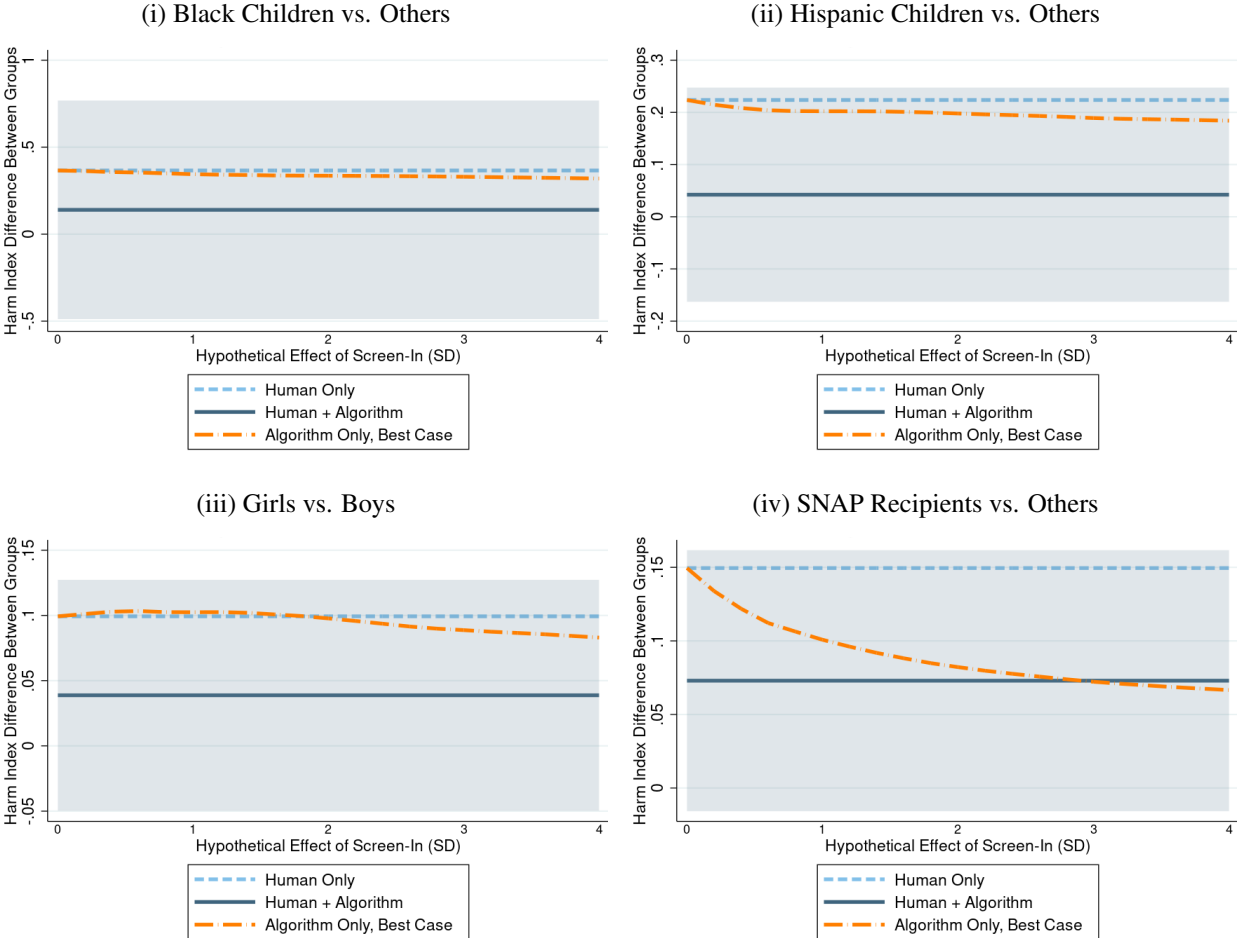 (i) Black Children vs. Others
Harm Index Difference Between Groups
1
.5
0
-.5
0 1 2 3 4
Hypothetical Effect of Screen-In (SD)
Human Only
Human + Algorithm
Algorithm Only, Best Case
(ii) Hispanic Children vs. Others
Harm Index Difference Between Groups
.3
.2
.1
0
-.1
-.2
0 1 2 3 4
Hypothetical Effect of Screen-In (SD)
Human Only
Human + Algorithm
Algorithm Only, Best Case
(iii) Girls vs. Boys
Harm Index Difference Between Groups
.15
.1
.05
0
-.05
0 1 2 3 4
Hypothetical Effect of Screen-In (SD)
Human Only
Human + Algorithm
Algorithm Only, Best Case
(iv) SNAP Recipients vs. Others
Harm Index Difference Between Groups
.15
.1
.05
0
0 1 2 3 4
Hypothetical Effect of Screen-In (SD)
Human Only
Human + Algorithm
Algorithm Only, Best Case